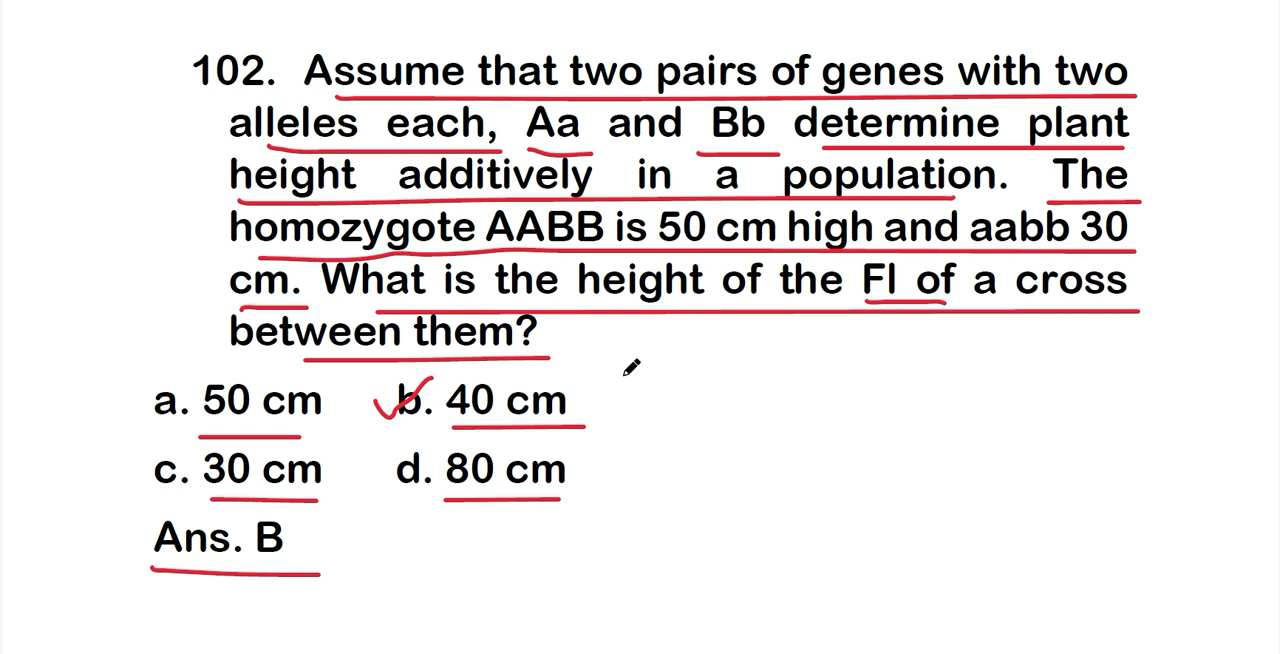 102. Assume that two pairs of genes with two
alleles each, Aa and Bb determine plant
height additively in a population. The
homozygote AABB is 50 cm high and aabb 30
cm. What is the height of the Fl of a cross
between them?
a. 50 cm b. 40 cm
c. 30 cm d. 80 cm
Ans. B